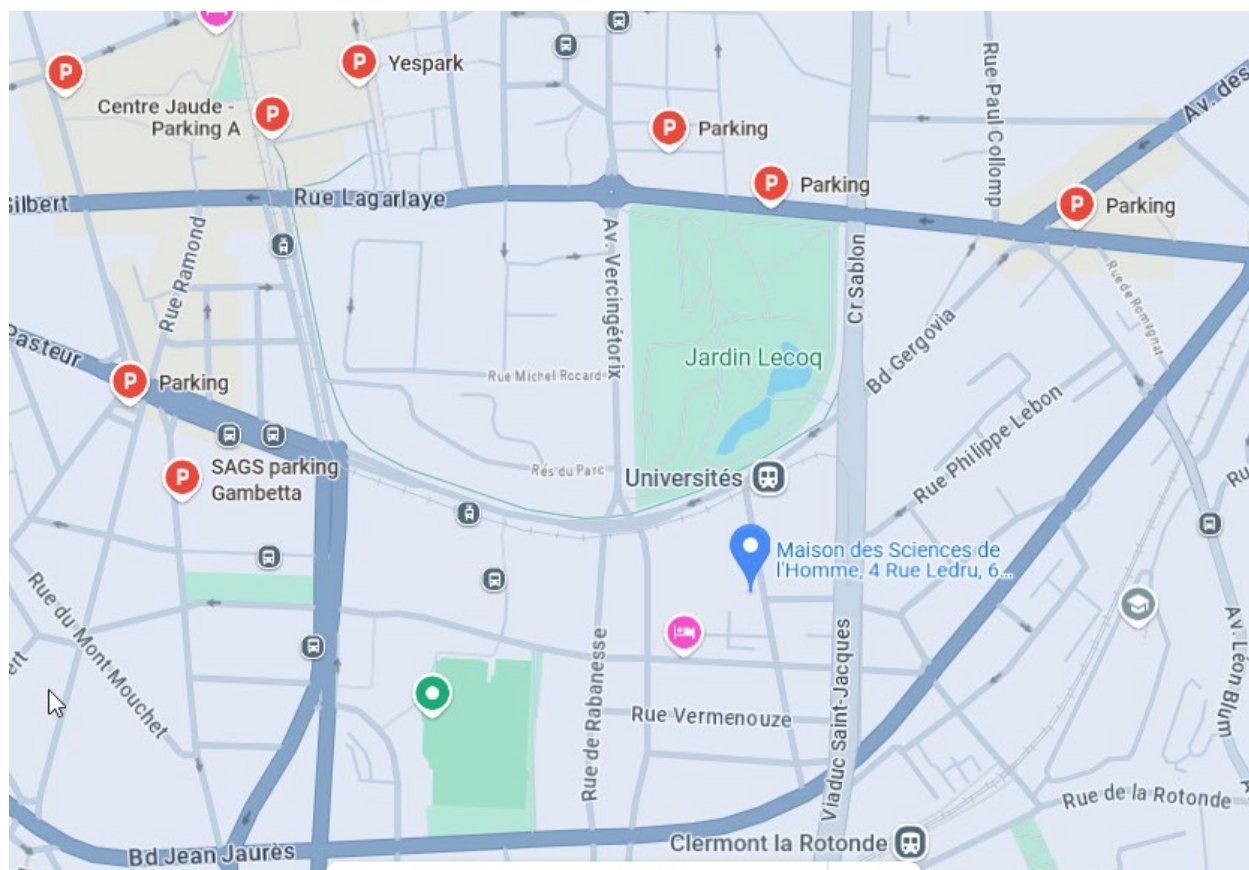 Yespark
Centre Jaude -
Parking A
Parking
Rue Paul Collomp
Av. des
Parking
Parking
Gilbert
Rue Lagarlaye
Rue Ramond
Av. Vercingétorix
Cr Sablon
Bd Gergovia
Rue de Romagnat
Pasteur
Jardin Lecoq
Rue Michel Rocard
Parking
Rue Philippe Lebon
SAGS parking
Gambetta
Rés du Parc
Universités
Ru
Maison des Sciences de
l'Homme, 4 Rue Ledru, 6...
Rue du Mont Mouchet
ert
Rue de Rabanesse
Viaduc Saint-Jacques
Av. Léon Blum
Rue Vermenouze
Rue de la Rotonde
Clermont la Rotonde
Bd Jean Jaurès
P
P
P
P
P
P
P
P